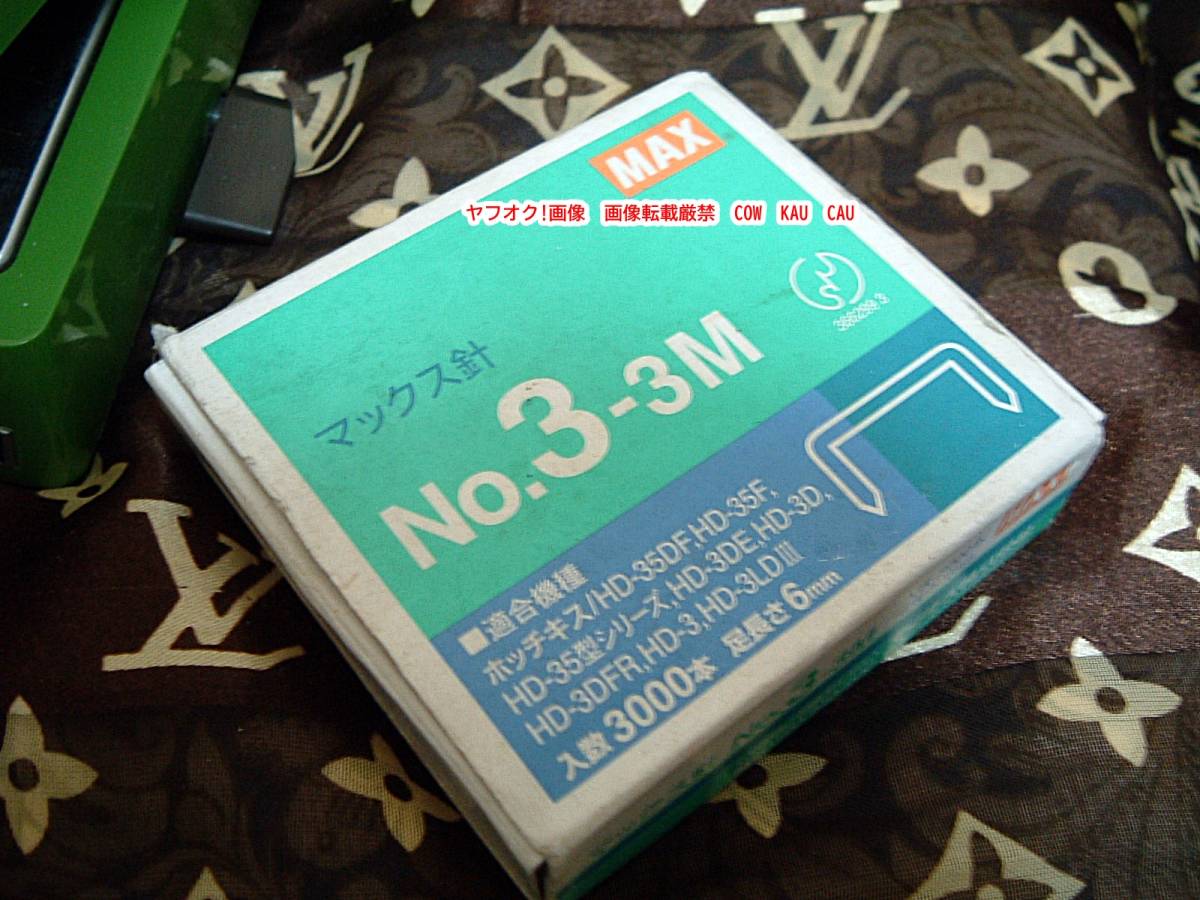 MAX
ヤフオク!画像 画像転載厳禁 COW KAU CAU
366299.3
マックス針
No.3-3M
■適合機種
ホッチキス/HD-35DF,HD-35F,
HD-35型シリーズ,HD-3DE,HD-3D,
HD-3DFR,HD-3,HD-3LDⅢ
入数3000本 足長さ6mm
MAX